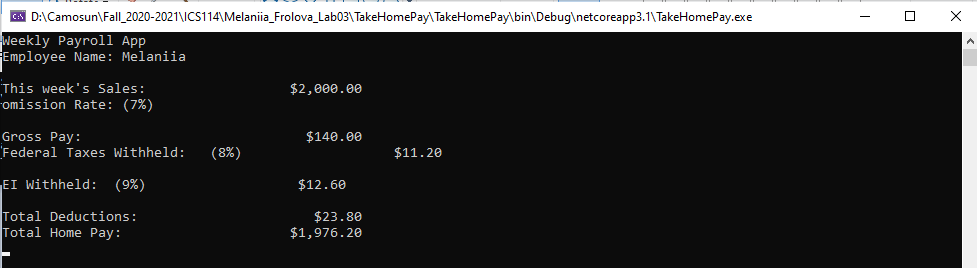 D:\Camosun\Fall_2020-2021\ICS114\Melaniia_Frolova_Lab03\TakeHomePay\TakeHomePay\bin\Debug\netcoreapp3.1\TakeHomePay.exe
Weekly Payroll App
Employee Name: Melaniia
This week's Sales: $2,000.00
omission Rate: (7%)
Gross Pay: $140.00
Federal Taxes Withheld: (8%) $11.20
EI Withheld: (9%) $12.60
Total Deductions: $23.80
Total Home Pay: $1,976.20